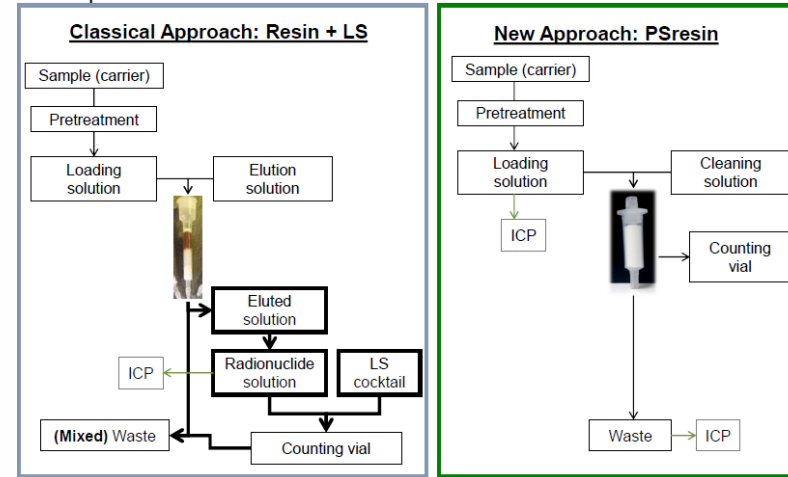 Classical Approach: Resin + LS
Sample (carrier)
Pretreatment
Loading
solution
Elution
solution
Eluted
solution
Radionuclide
solution
LS
cocktail
ICP
(Mixed) Waste
Counting vial
New Approach: PSresin
Sample (carrier)
Pretreatment
Loading
solution
Cleaning
solution
ICP
Counting
vial
Waste
ICP